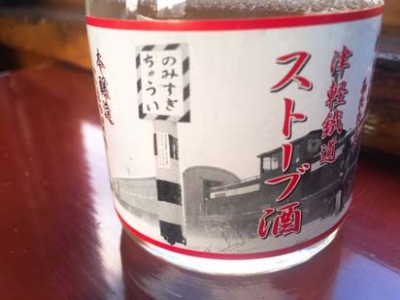 津軽鐵道
ストーブ酒
のみすぎ
ちゅうい
本醸造